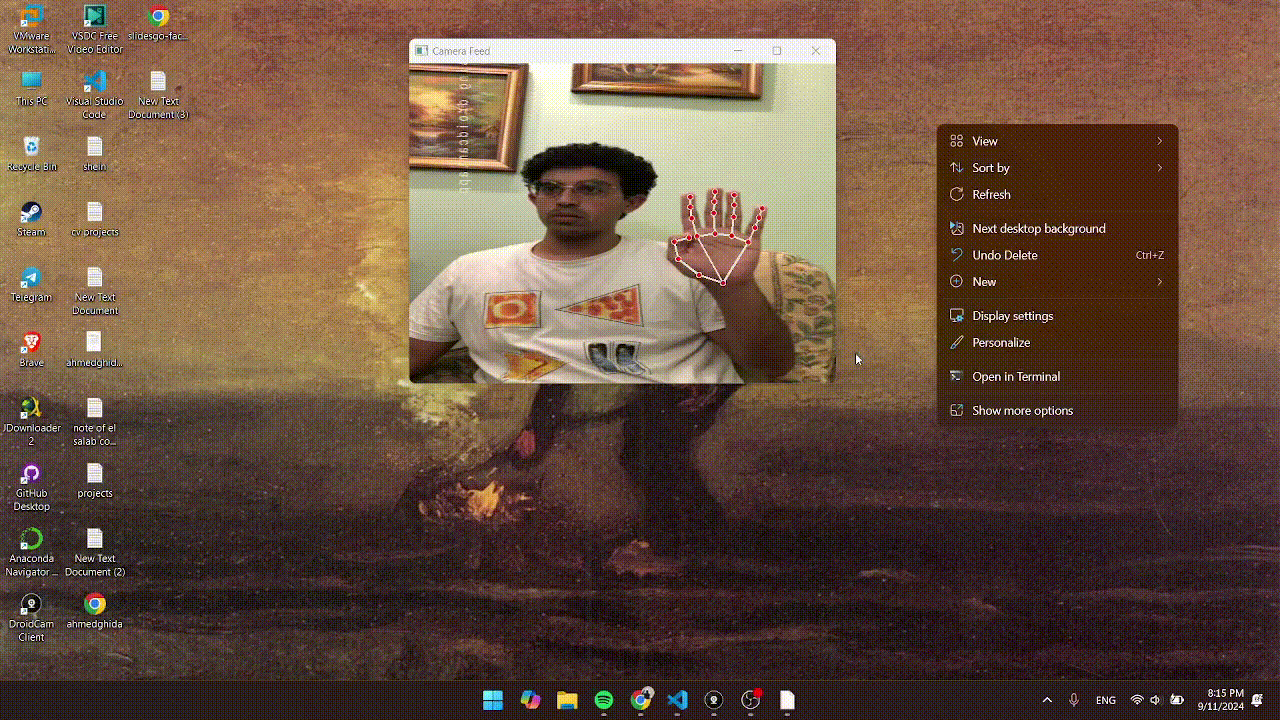 VMware
Workstati...
VSDC Free
Video Editor
slidesgo-fac...
This PC
Visual Studio
Code
New Text
Document (3)
Recycle Bin
shein
Steam
cv projects
Telegram
New Text
Document
Brave
ahmedghid...
JDownloader
2
note of el
salab co...
GitHub
Desktop
projects
Anaconda
Navigator ...
New Text
Document (2)
DroidCam
Client
ahmedghida
Camera Feed
View
Sort by
Refresh
Next desktop background
Undo Delete
Ctrl+Z
New
Display settings
Personalize
Open in Terminal
Show more options
ENG
8:15 PM
9/11/2024